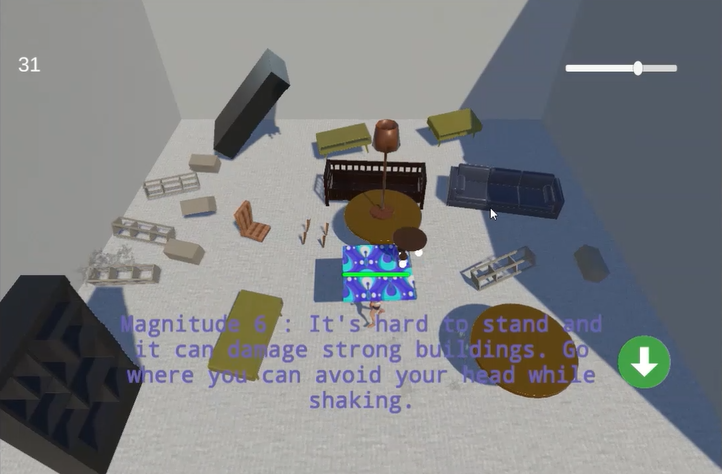 31
Magnitude 6 : It's hard to stand and
it can damage strong buildings. Go
where you can avoid your head while
shaking.